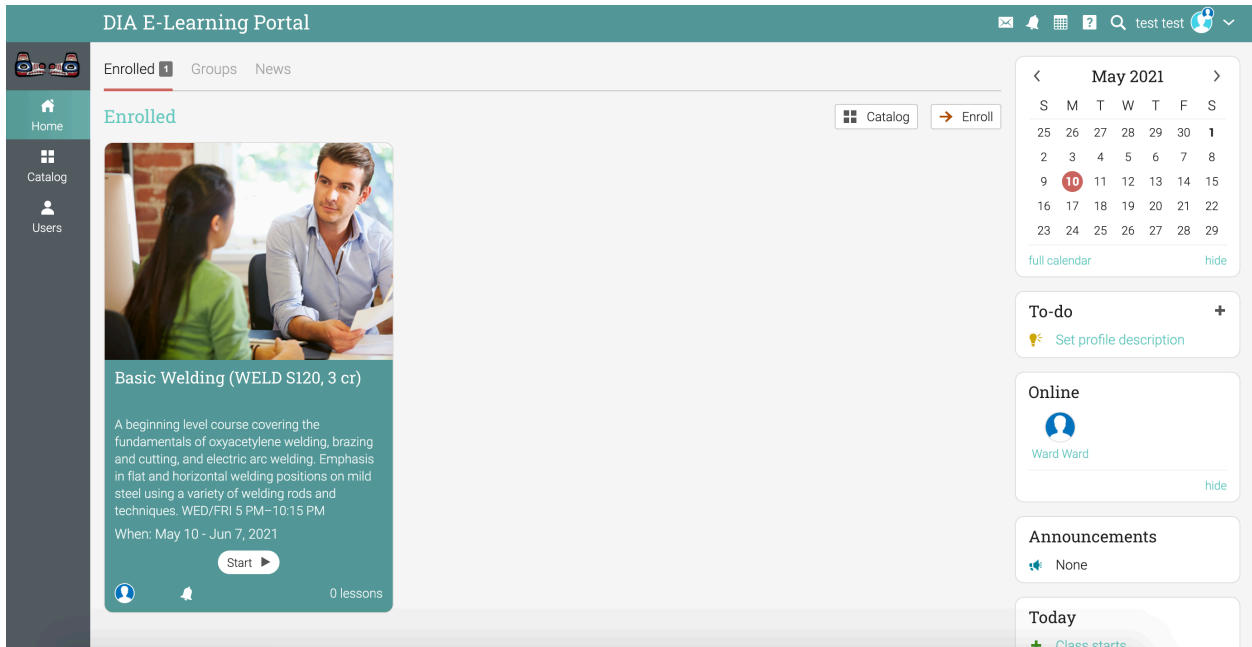 DIA E-Learning Portal
? test test
Home
Catalog
Users
Enrolled 1 Groups News
Enrolled
Catalog
Enroll
Basic Welding (WELD S120, 3 cr)
A beginning level course covering the
fundamentals of oxyacetylene welding, brazing
and cutting, and electric arc welding. Emphasis
in flat and horizontal welding positions on mild
steel using a variety of welding rods and
techniques. WED/FRI 5 PM–10:15 PM
When: May 10 - Jun 7, 2021
Start
0 lessons
May 2021
S M T W T F S
25 26 27 28 29 30 1
2 3 4 5 6 7 8
9 10 11 12 13 14 15
16 17 18 19 20 21 22
23 24 25 26 27 28 29
full calendar hide
To-do +
Set profile description
Online
Ward Ward
hide
Announcements
None
Today
Class starts